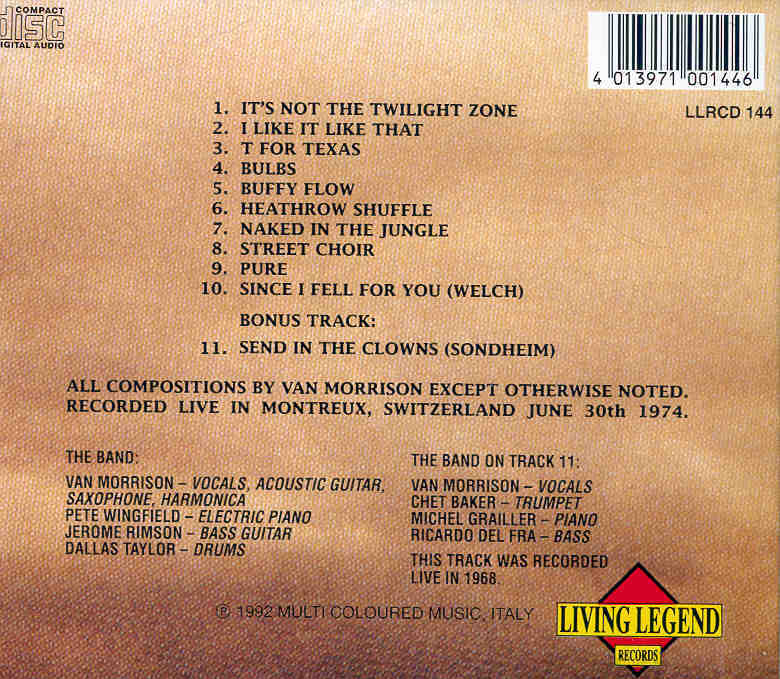 COMPACT
disc
DIGITAL AUDIO
4 013971 001446
LLRCD 144
1. IT'S NOT THE TWILIGHT ZONE
2. I LIKE IT LIKE THAT
3. T FOR TEXAS
4. BULBS
5. BUFFY FLOW
6. HEATHROW SHUFFLE
7. NAKED IN THE JUNGLE
8. STREET CHOIR
9. PURE
10. SINCE I FELL FOR YOU (WELCH)
BONUS TRACK:
11. SEND IN THE CLOWNS (SONDHEIM)
ALL COMPOSITIONS BY VAN MORRISON EXCEPT OTHERWISE NOTED.
RECORDED LIVE IN MONTREUX, SWITZERLAND JUNE 30th 1974.
THE BAND:
VAN MORRISON – VOCALS, ACOUSTIC GUITAR,
SAXOPHONE, HARMONICA
PETE WINGFIELD – ELECTRIC PIANO
JEROME RIMSON – BASS GUITAR
DALLAS TAYLOR – DRUMS
THE BAND ON TRACK 11:
VAN MORRISON – VOCALS
CHET BAKER – TRUMPET
MICHEL GRAILLER – PIANO
RICARDO DEL FRA – BASS
THIS TRACK WAS RECORDED
LIVE IN 1968.
℗ 1992 MULTI COLOURED MUSIC, ITALY
LIVING LEGEND
RECORDS